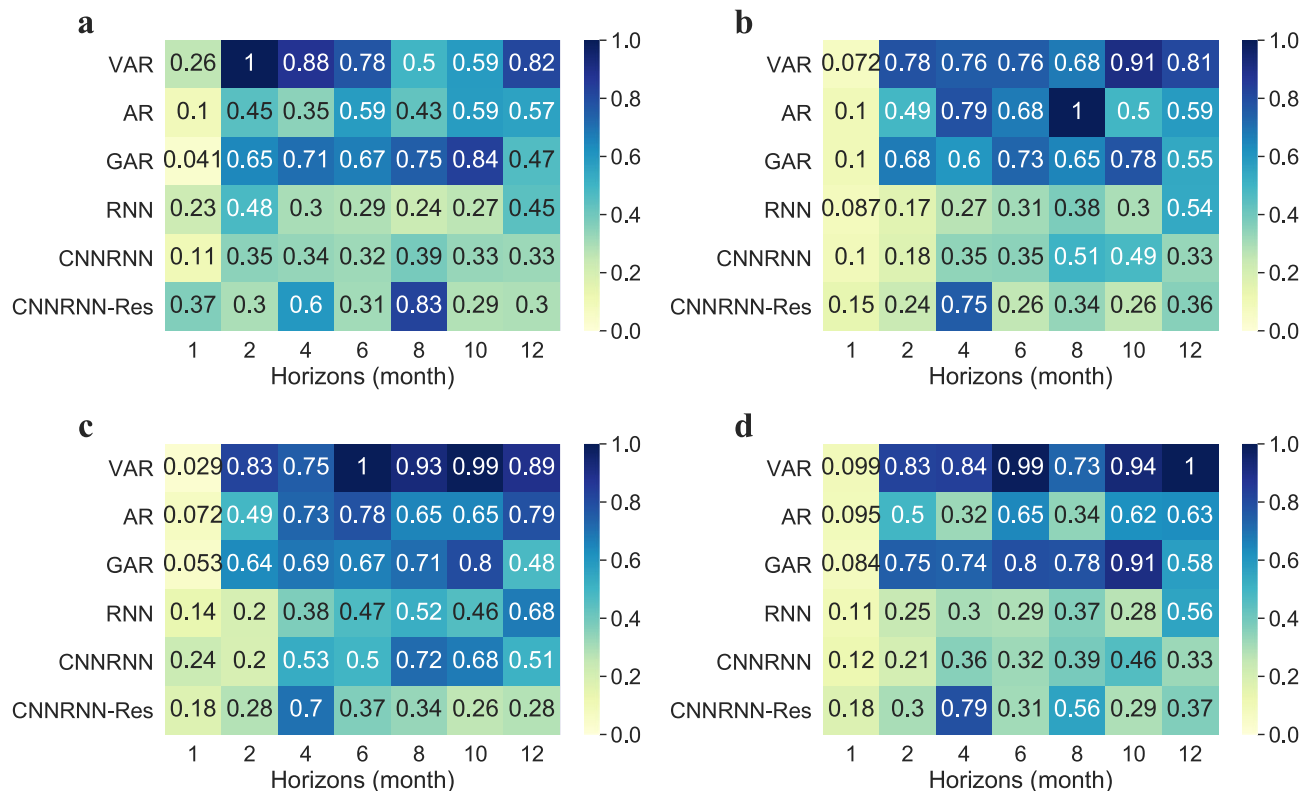 a
VAR 0.26 1 0.88 0.78 0.5 0.59 0.82
AR 0.1 0.45 0.35 0.59 0.43 0.59 0.57
GAR 0.041 0.65 0.71 0.67 0.75 0.84 0.47
RNN 0.23 0.48 0.3 0.29 0.24 0.27 0.45
CNNRNN 0.11 0.35 0.34 0.32 0.39 0.33 0.33
CNNRNN-Res 0.37 0.3 0.6 0.31 0.83 0.29 0.3
1 2 4 6 8 10 12
Horizons (month)
1.0
0.8
0.6
0.4
0.2
0.0
b
VAR 0.072 0.78 0.76 0.76 0.68 0.91 0.81
AR 0.1 0.49 0.79 0.68 1 0.5 0.59
GAR 0.1 0.68 0.6 0.73 0.65 0.78 0.55
RNN 0.087 0.17 0.27 0.31 0.38 0.3 0.54
CNNRNN 0.1 0.18 0.35 0.35 0.51 0.49 0.33
CNNRNN-Res 0.15 0.24 0.75 0.26 0.34 0.26 0.36
1 2 4 6 8 10 12
Horizons (month)
1.0
0.8
0.6
0.4
0.2
0.0
c
VAR 0.029 0.83 0.75 1 0.93 0.99 0.89
AR 0.072 0.49 0.73 0.78 0.65 0.65 0.79
GAR 0.053 0.64 0.69 0.67 0.71 0.8 0.48
RNN 0.14 0.2 0.38 0.47 0.52 0.46 0.68
CNNRNN 0.24 0.2 0.53 0.5 0.72 0.68 0.51
CNNRNN-Res 0.18 0.28 0.7 0.37 0.34 0.26 0.28
1 2 4 6 8 10 12
Horizons (month)
1.0
0.8
0.6
0.4
0.2
0.0
d
VAR 0.099 0.83 0.84 0.99 0.73 0.94 1
AR 0.095 0.5 0.32 0.65 0.34 0.62 0.63
GAR 0.084 0.75 0.74 0.8 0.78 0.91 0.58
RNN 0.11 0.25 0.3 0.29 0.37 0.28 0.56
CNNRNN 0.12 0.21 0.36 0.32 0.39 0.46 0.33
CNNRNN-Res 0.18 0.3 0.79 0.31 0.56 0.29 0.37
1 2 4 6 8 10 12
Horizons (month)
1.0
0.8
0.6
0.4
0.2
0.0